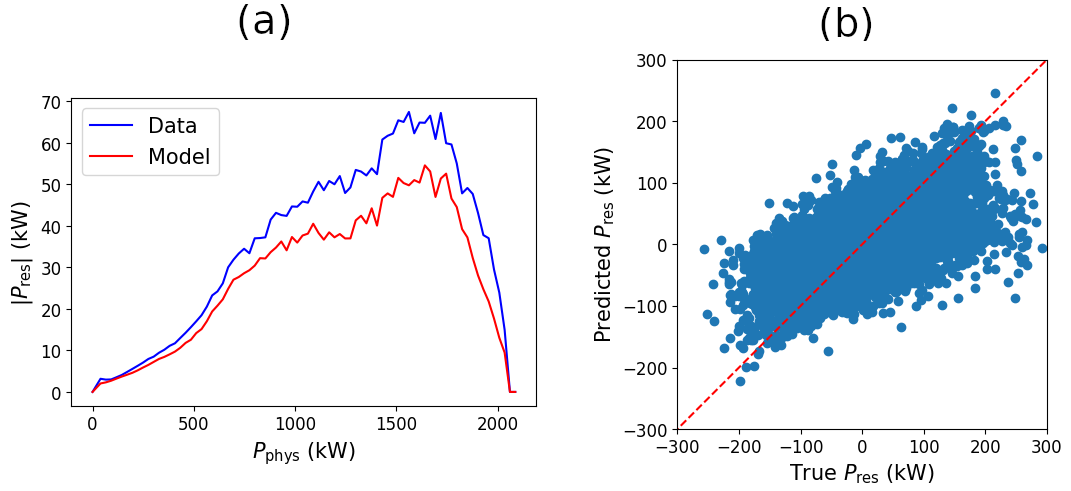 (a)
70
60
50
40
30
20
10
0
|P_res| (kW)
Data
Model
0 500 1000 1500 2000
P_phys (kW)
(b)
300
200
100
0
−100
−200
−300
Predicted P_res (kW)
−300 −200 −100 0 100 200 300
True P_res (kW)